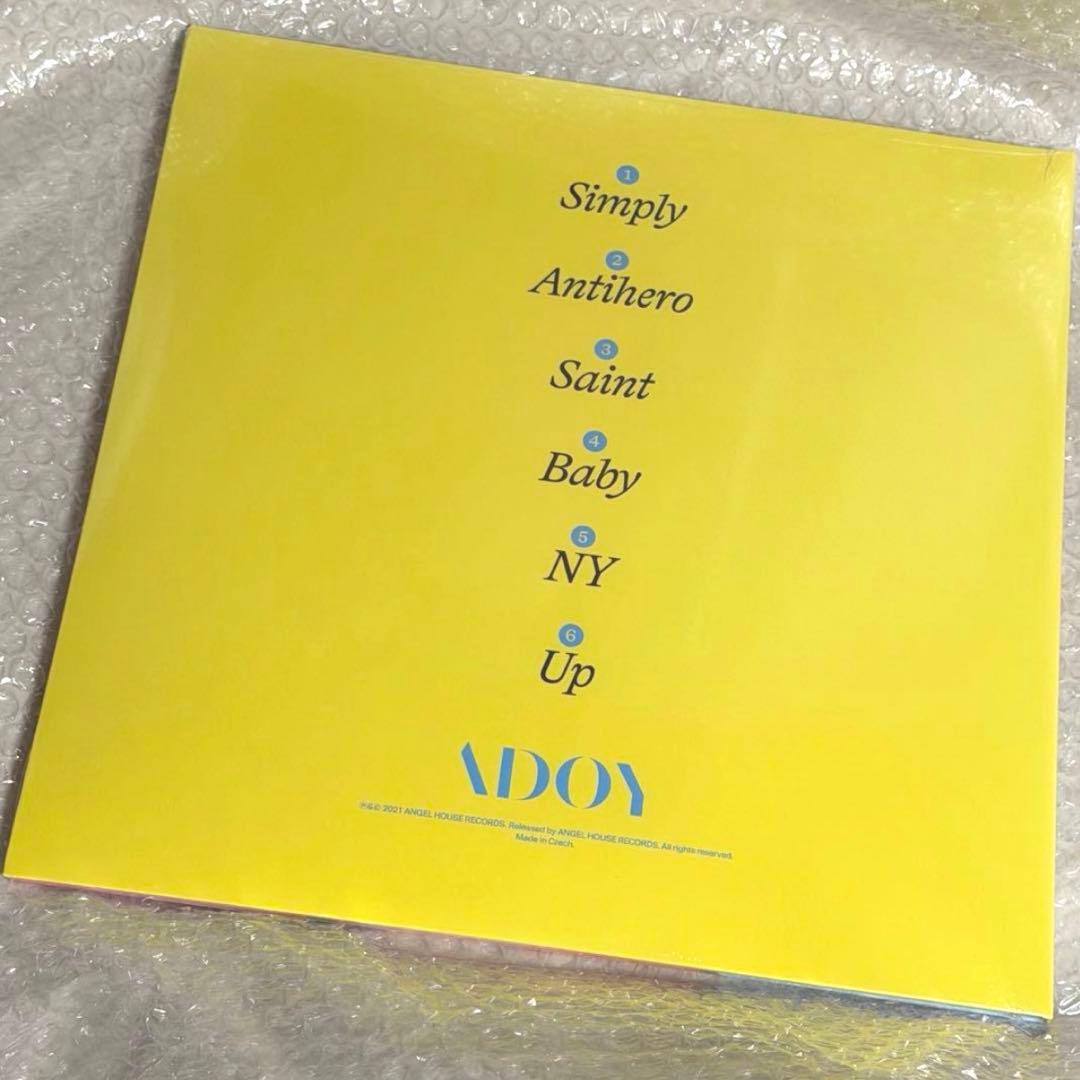 1
Simply
2
Antihero
3
Saint
4
Baby
5
NY
6
Up
ADOY
℗&© 2021 ANGEL HOUSE RECORDS. Released by ANGEL HOUSE RECORDS. All rights reserved.
Made in Czech.